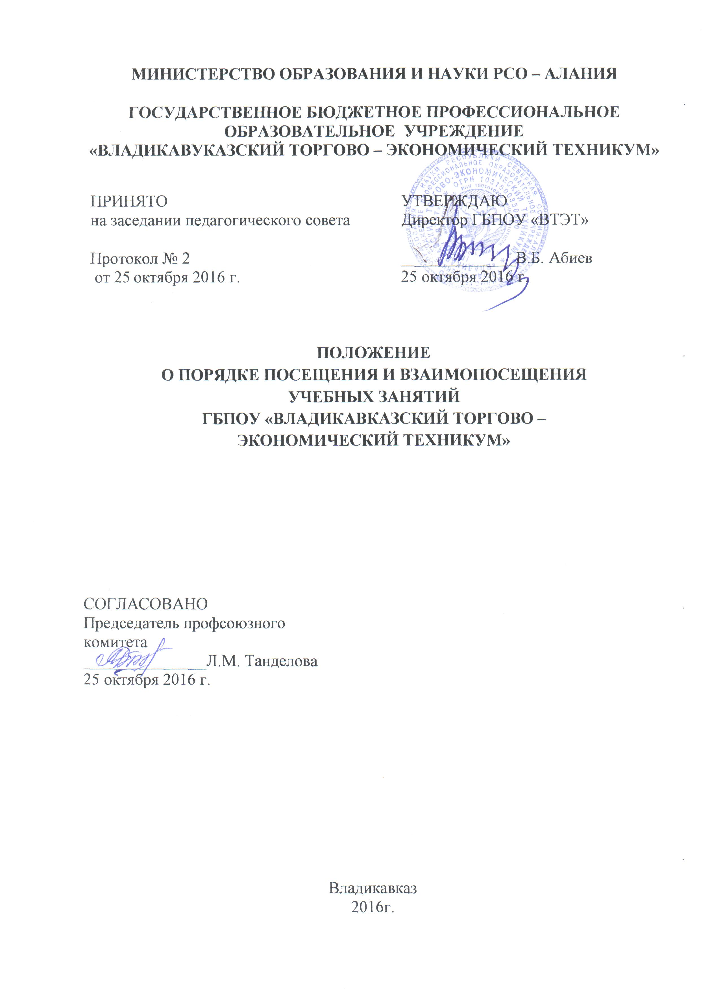 МИНИСТЕРСТВО ОБРАЗОВАНИЯ И НАУКИ РСО – АЛАНИЯ
ГОСУДАРСТВЕННОЕ БЮДЖЕТНОЕ ПРОФЕССИОНАЛЬНОЕ
ОБРАЗОВАТЕЛЬНОЕ УЧРЕЖДЕНИЕ
«ВЛАДИКАВУКАЗСКИЙ ТОРГОВО – ЭКОНОМИЧЕСКИЙ ТЕХНИКУМ»
ПРИНЯТО
на заседании педагогического совета
Протокол № 2
от 25 октября 2016 г.
УТВЕРЖДАЮ
Директор ГБПОУ «ВТЭТ»
В.Б. Абиев
25 октября 2016 г.
ПОЛОЖЕНИЕ
О ПОРЯДКЕ ПОСЕЩЕНИЯ И ВЗАИМОПОСЕЩЕНИЯ
УЧЕБНЫХ ЗАНЯТИЙ
ГБПОУ «ВЛАДИКАВКАЗСКИЙ ТОРГОВО –
ЭКОНОМИЧЕСКИЙ ТЕХНИКУМ»
СОГЛАСОВАНО
Председатель профсоюзного
комитета
Л.М. Танделова
25 октября 2016 г.
Владикавказ
2016г.